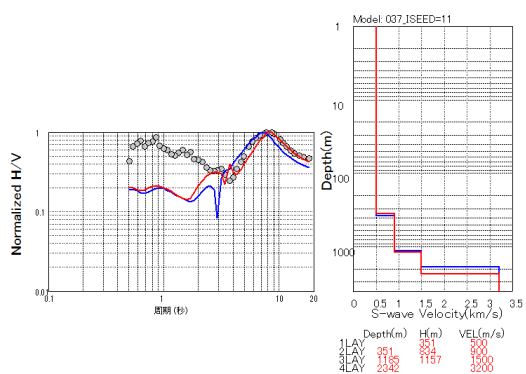 Model: 037_ISEED=11
Normalized H/V
1
0.1
0.01
0.1
1
10
20
周期 (秒)
Depth(m)
1
10
100
1000
0 0.5 1 1.5 2 2.5 3 3.5
S-wave Velocity(km/s)
Depth(m) H(m) VEL(m/s)
1LAY 351 500
2LAY 351 834 900
3LAY 1185 1157 1500
4LAY 2342 3200